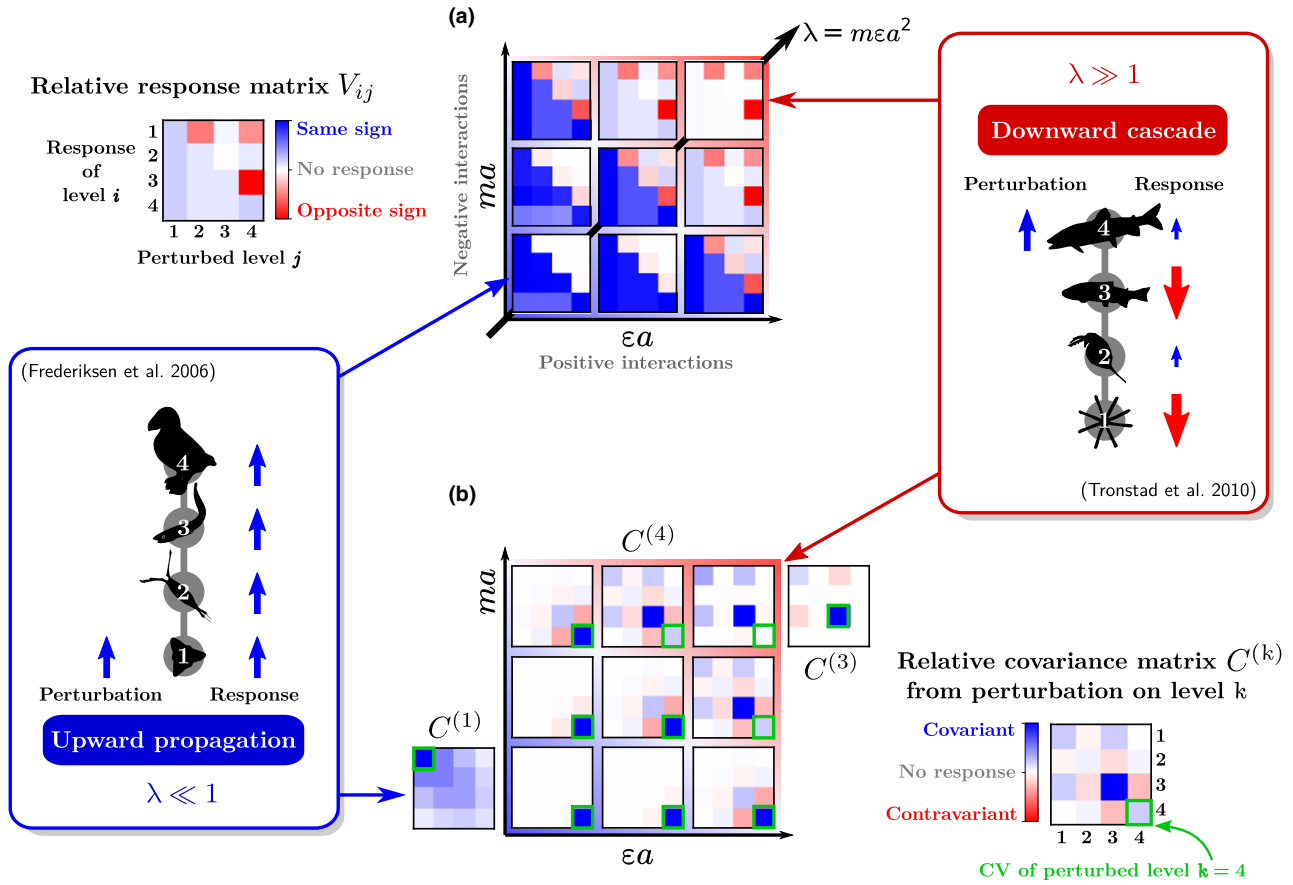 (a)
λ = mεa²
Relative response matrix V_ij
Response
of
level i
1
2
3
4
1 2 3 4
Perturbed level j
Same sign
No response
Opposite sign
Negative interactions
ma
εa
Positive interactions
λ ≫ 1
Downward cascade
Perturbation Response
4
3
2
1
(Tronstad et al. 2010)
(Frederiksen et al. 2006)
4
3
2
1
Perturbation Response
Upward propagation
λ ≪ 1
(b)
C^(4)
ma
εa
C^(3)
C^(1)
Relative covariance matrix C^(k)
from perturbation on level k
Covariant
No response
Contravariant
1
2
3
4
1 2 3 4
CV of perturbed level k = 4